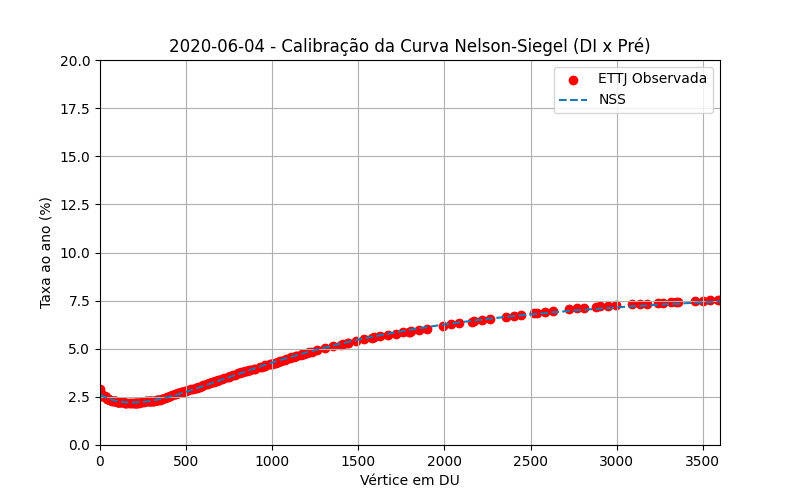 2020-06-04 - Calibração da Curva Nelson-Siegel (DI x Pré)
ETTJ Observada
NSS
Taxa ao ano (%)
20.0
17.5
15.0
12.5
10.0
7.5
5.0
2.5
0.0
0 500 1000 1500 2000 2500 3000 3500
Vértice em DU